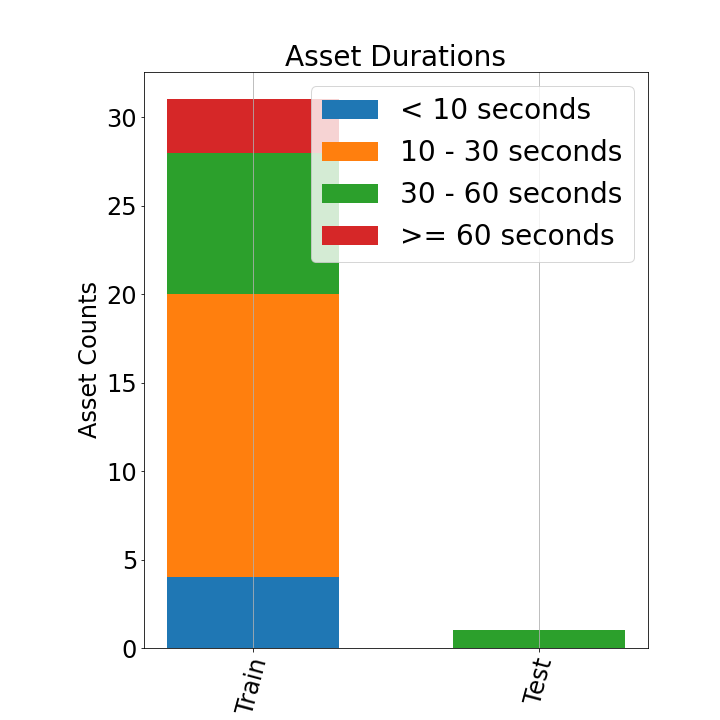 Asset Durations
< 10 seconds
10 - 30 seconds
30 - 60 seconds
>= 60 seconds
Asset Counts
30
25
20
15
10
5
0
Train
Test